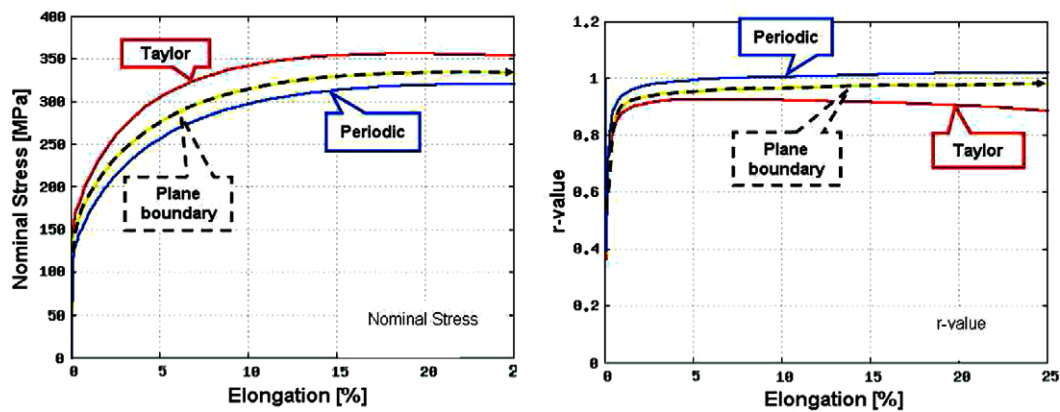 400
350
300
250
200
150
100
50
0
Nominal Stress [MPa]
Taylor
Periodic
Plane
boundary
Nominal Stress
0 5 10 15 20 2
Elongation [%]
1.2
1
0.8
0.6
0.4
0.2
0
r-value
Periodic
Plane
boundary
Taylor
r-value
0 5 10 15 20 25
Elongation [%]